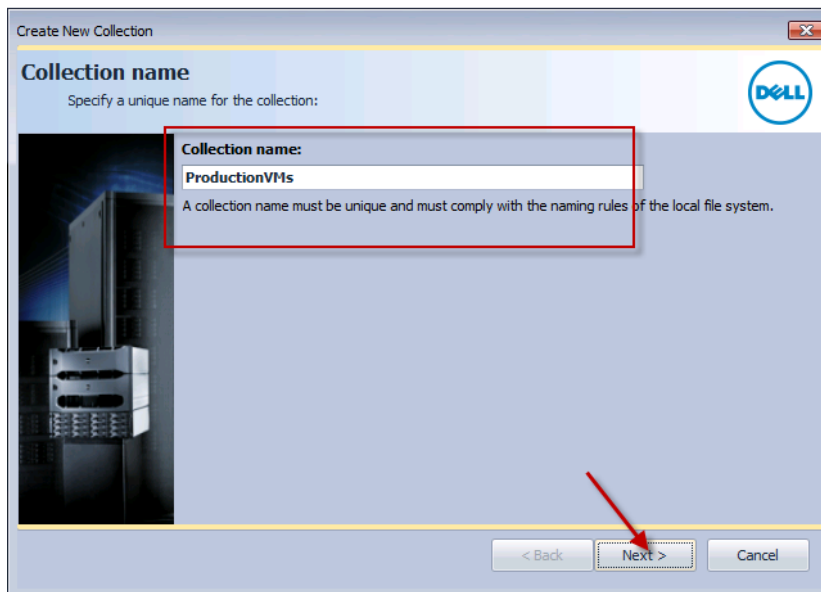 Create New Collection
Collection name
Specify a unique name for the collection:
DELL
Collection name:
ProductionVMs
A collection name must be unique and must comply with the naming rules of the local file system.
< Back
Next >
Cancel